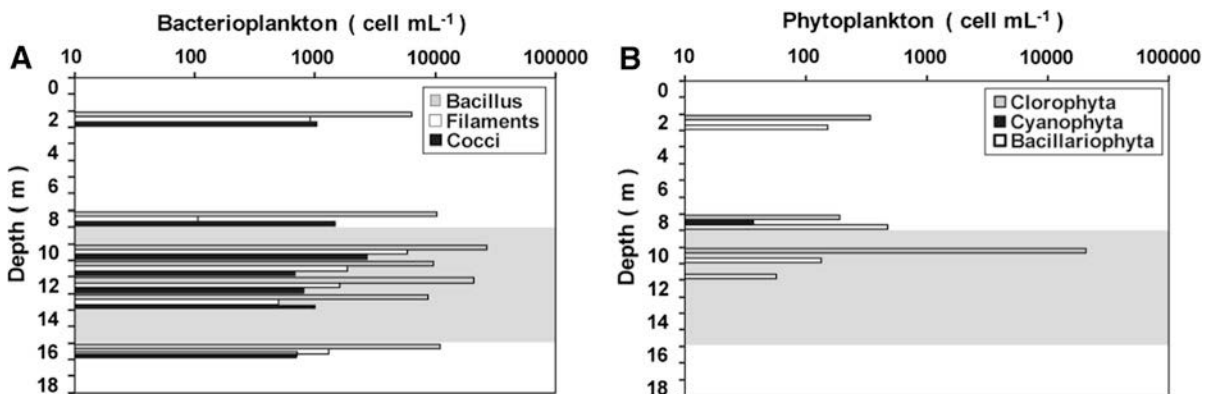 Bacterioplankton ( cell mL-1 )
A
10 100 1000 10000 100000
Bacillus
Filaments
Cocci
Depth ( m )
0
2
4
6
8
10
12
14
16
18
Phytoplankton ( cell mL-1 )
B
10 100 1000 10000 100000
Clorophyta
Cyanophyta
Bacillariophyta
Depth ( m )
0
2
4
6
8
10
12
14
16
18